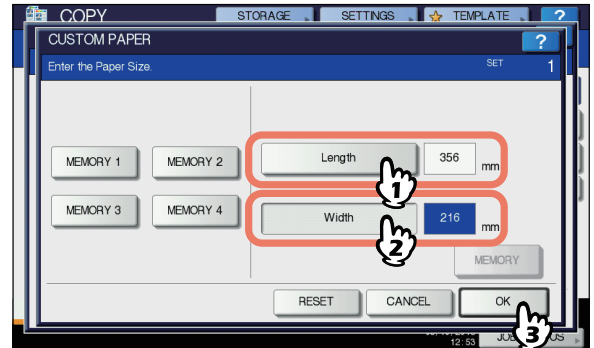 COPY STORAGE SETTINGS TEMPLATE ?
CUSTOM PAPER ?
Enter the Paper Size. SET 1
MEMORY 1 MEMORY 2 Length 356 mm
1
MEMORY 3 MEMORY 4 Width 216 mm
2
MEMORY
RESET CANCEL OK
3
12:53